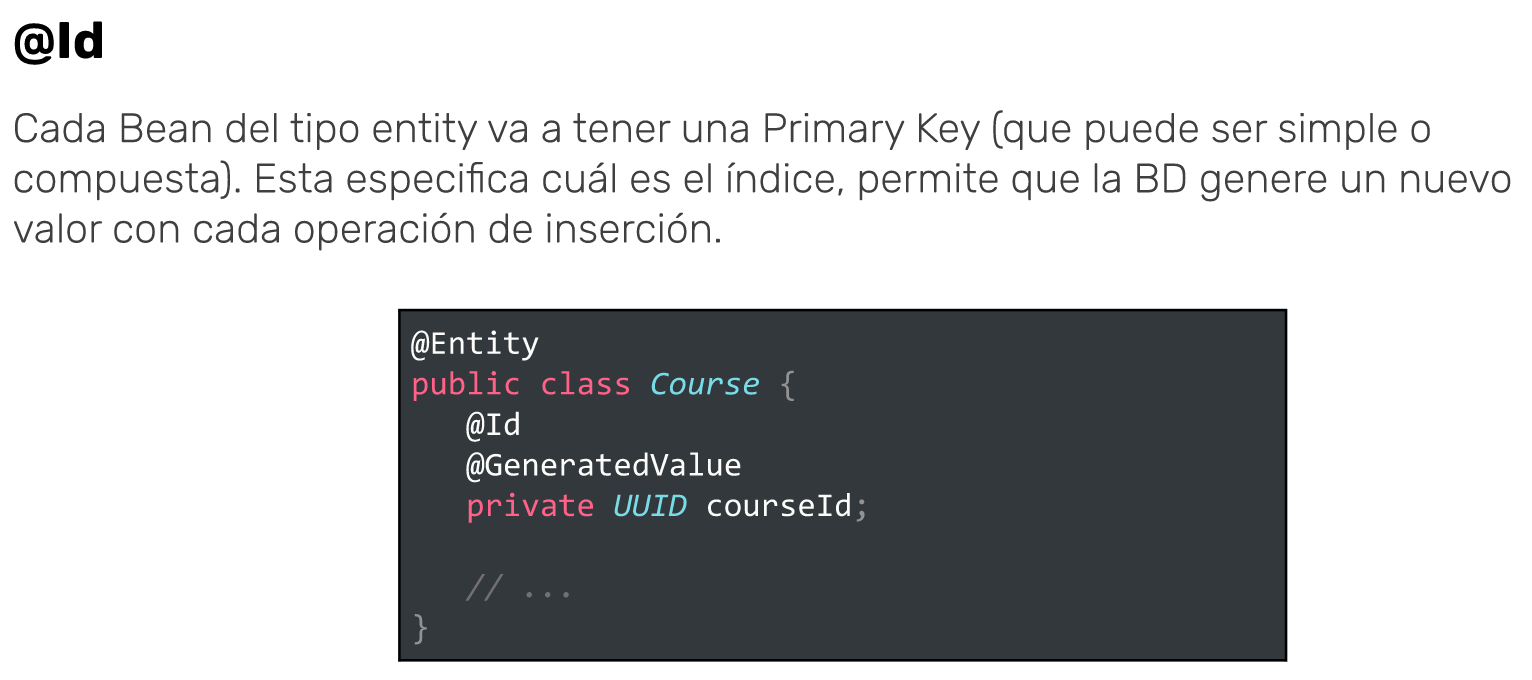 @Id
Cada Bean del tipo entity va a tener una Primary Key (que puede ser simple o
compuesta). Esta especifica cuál es el índice, permite que la BD genere un nuevo
valor con cada operación de inserción.
@Entity
public class Course {
@Id
@GeneratedValue
private UUID courseId;
// ...
}